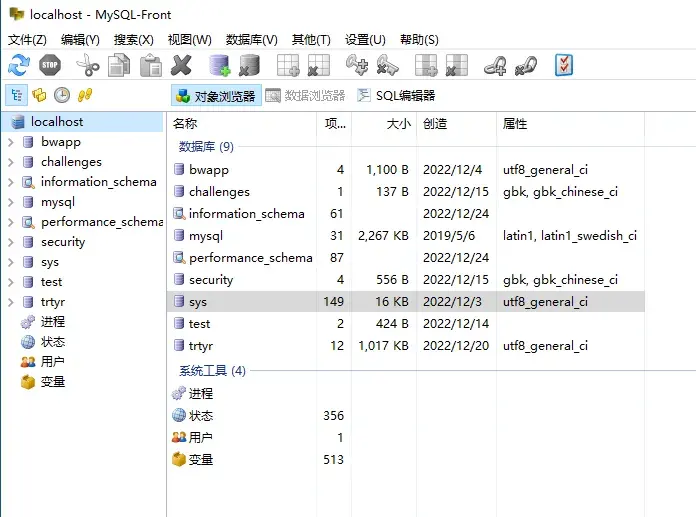 localhost - MySQL-Front
文件(Z) 编辑(Y) 搜索(X) 视图(W) 数据库(V) 其他(T) 设置(U) 帮助(S)
STOP
对象浏览器 数据浏览器 SQL编辑器
localhost
bwapp
challenges
information_schema
mysql
performance_schema
security
sys
test
trtyr
进程
状态
用户
变量
名称 项... 大小 创造 属性
数据库 (9)
bwapp 4 1,100 B 2022/12/4 utf8_general_ci
challenges 1 137 B 2022/12/15 gbk, gbk_chinese_ci
information_schema 61 2022/12/24
mysql 31 2,267 KB 2019/5/6 latin1, latin1_swedish_ci
performance_schema 87 2022/12/24
security 4 556 B 2022/12/15 gbk, gbk_chinese_ci
sys 149 16 KB 2022/12/3 utf8_general_ci
test 2 424 B 2022/12/14
trtyr 12 1,017 KB 2022/12/20 utf8_general_ci
系统工具 (4)
进程
状态 356
用户 1
变量 513